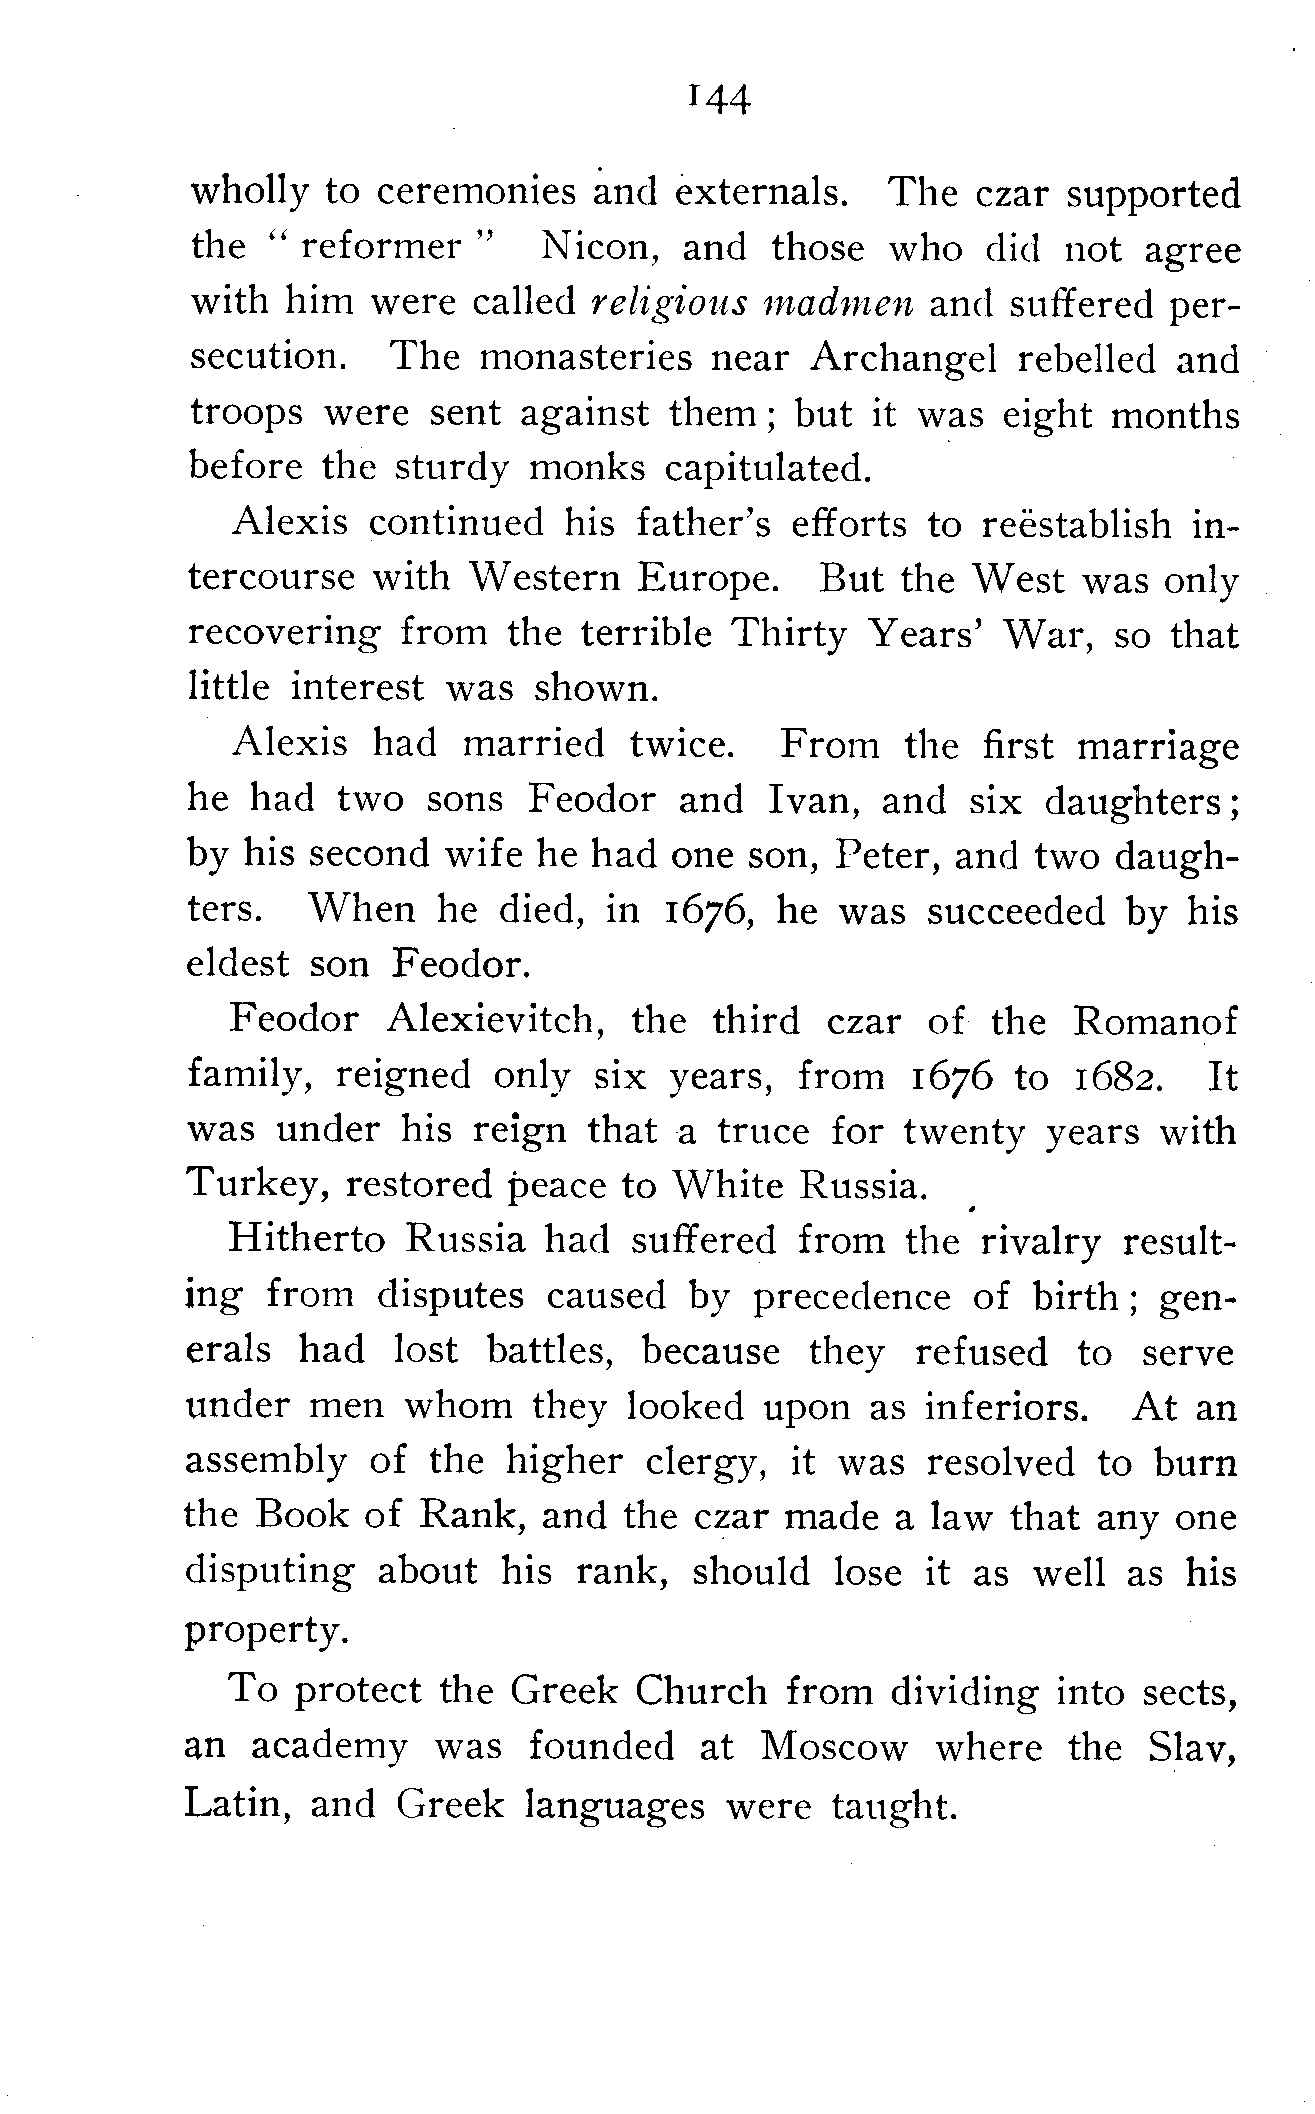 144
wholly to ceremonies and externals. The czar supported
the " reformer " Nicon, and those who did not agree
with him were called religious madmen and suffered per-
secution. The monasteries near Archangel rebelled and
troops were sent against them ; but it was eight months
before the sturdy monks capitulated.
Alexis continued his father's efforts to reëstablish in-
tercourse with Western Europe. But the West was only
recovering from the terrible Thirty Years' War, so that
little interest was shown.
Alexis had married twice. From the first marriage
he had two sons Feodor and Ivan, and six daughters ;
by his second wife he had one son, Peter, and two daugh-
ters. When he died, in 1676, he was succeeded by his
eldest son Feodor.
Feodor Alexievitch, the third czar of the Romanof
family, reigned only six years, from 1676 to 1682. It
was under his reign that a truce for twenty years with
Turkey, restored peace to White Russia.
Hitherto Russia had suffered from the rivalry result-
ing from disputes caused by precedence of birth ; gen-
erals had lost battles, because they refused to serve
under men whom they looked upon as inferiors. At an
assembly of the higher clergy, it was resolved to burn
the Book of Rank, and the czar made a law that any one
disputing about his rank, should lose it as well as his
property.
To protect the Greek Church from dividing into sects,
an academy was founded at Moscow where the Slav,
Latin, and Greek languages were taught.